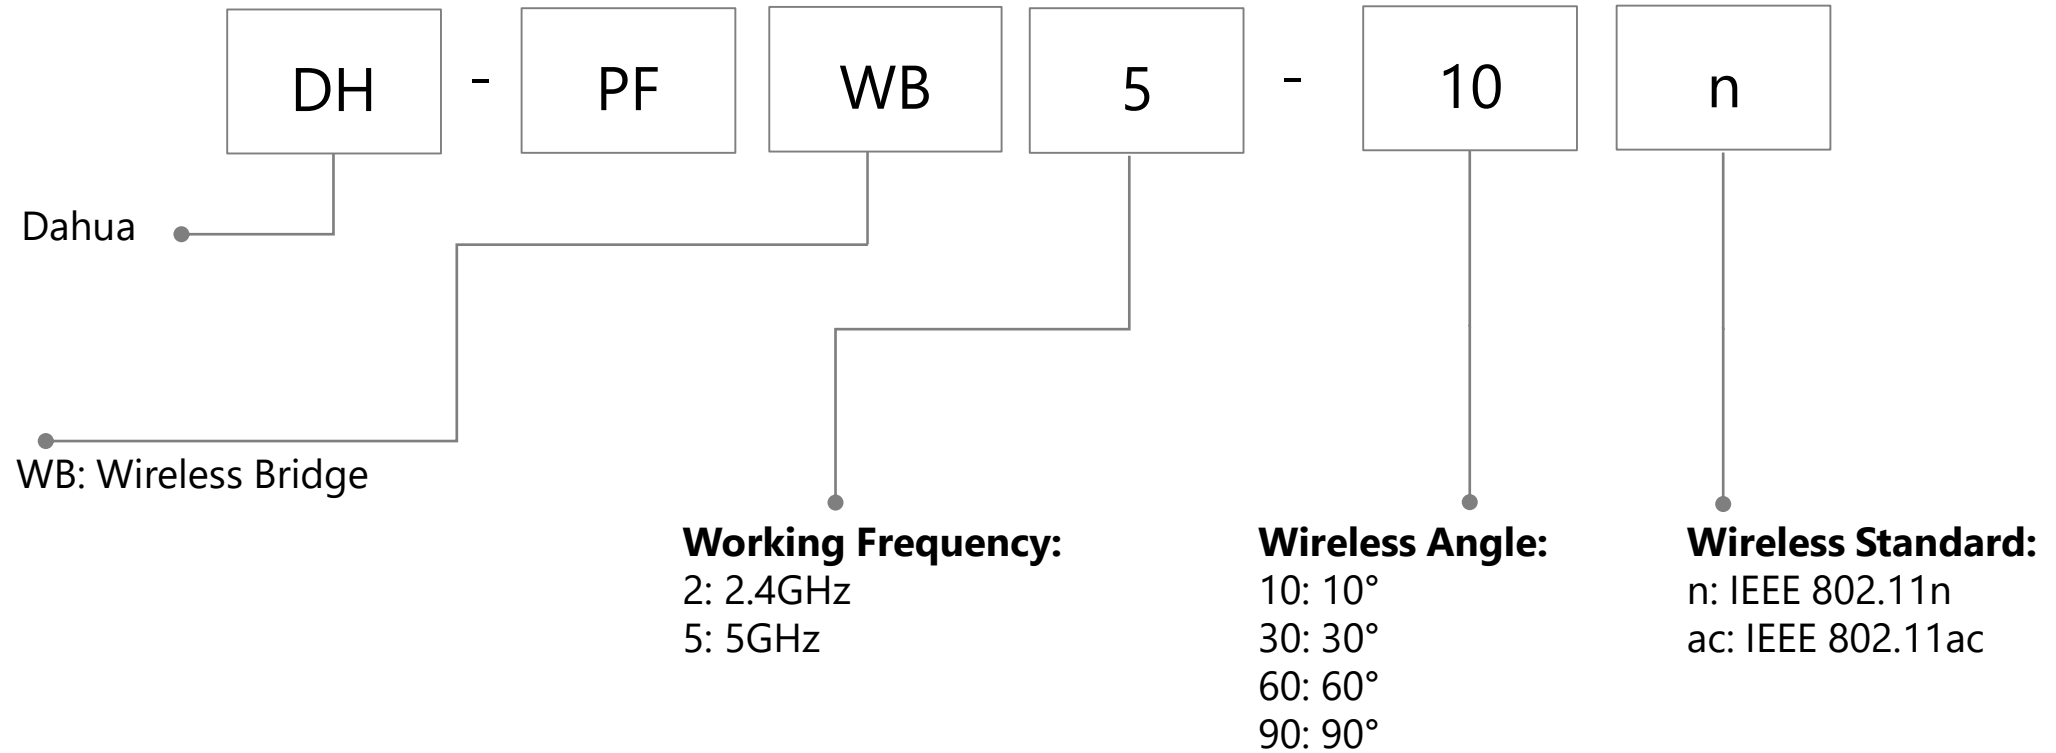 DH - PF WB 5 - 10 n
Dahua
WB: Wireless Bridge
Working Frequency:
2: 2.4GHz
5: 5GHz
Wireless Angle:
10: 10°
30: 30°
60: 60°
90: 90°
Wireless Standard:
n: IEEE 802.11n
ac: IEEE 802.11ac